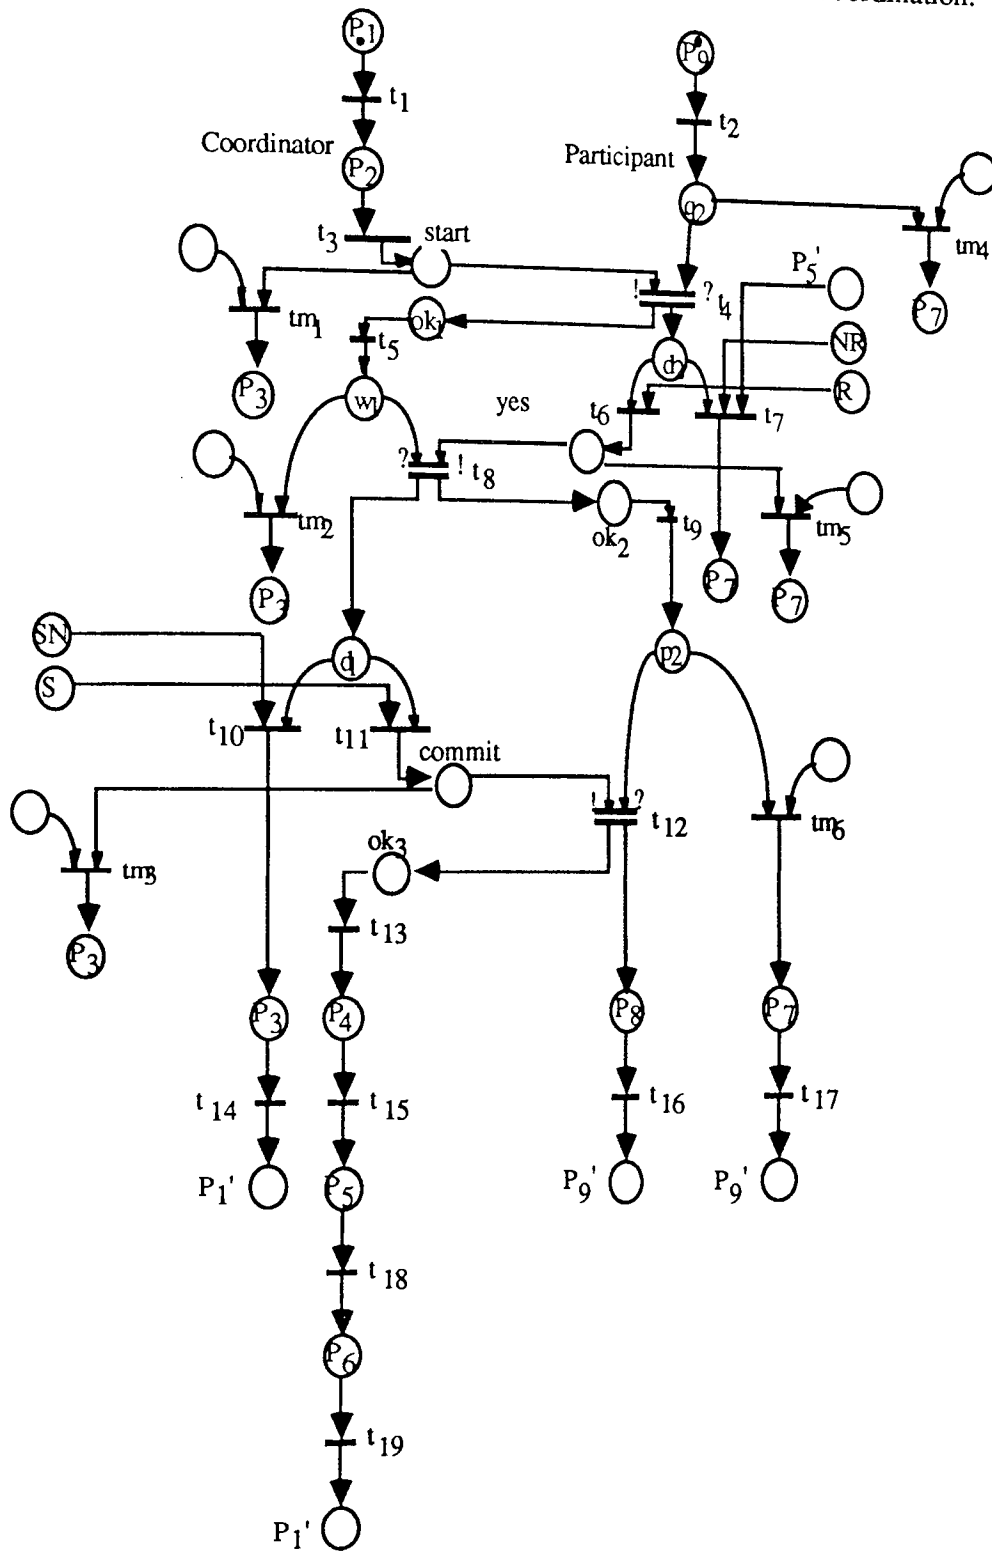 P1
P9
t1
t2
Coordinator
Participant
P2
q2
tm4
t3
start
P5'
! ? t4
P7
tm1
ok1
t5
NR
d2
P3
w1
R
yes
t6
t7
? ! t8
tm2
ok2
t9
tm5
P3
P7
P7
SN
d1
p2
S
t10
t11
commit
! ?
t12
tm6
ok3
tm3
t13
P3
P3
P4
P8
P7
t14
t15
t16
t17
P1'
P5
P9'
P9'
t18
P6
t19
P1'